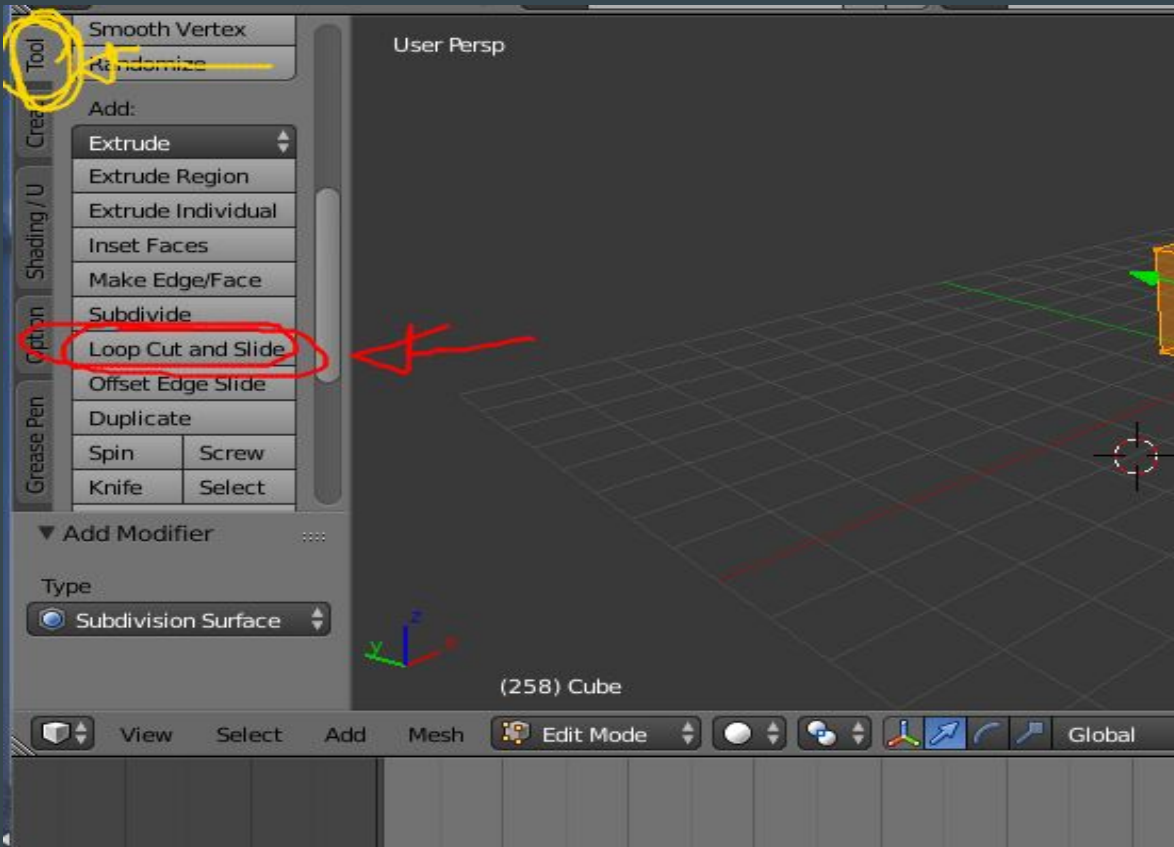 Smooth Vertex
User Persp
Tool
Randomize
Add:
Creat
Extrude
Extrude Region
Shading / U
Extrude Individual
Inset Faces
Make Edge/Face
Subdivide
Option
Loop Cut and Slide
Offset Edge Slide
Grease Pen
Duplicate
Spin Screw
Knife Select
Add Modifier
Type
Subdivision Surface
z
y x
(258) Cube
View Select Add Mesh Edit Mode Global